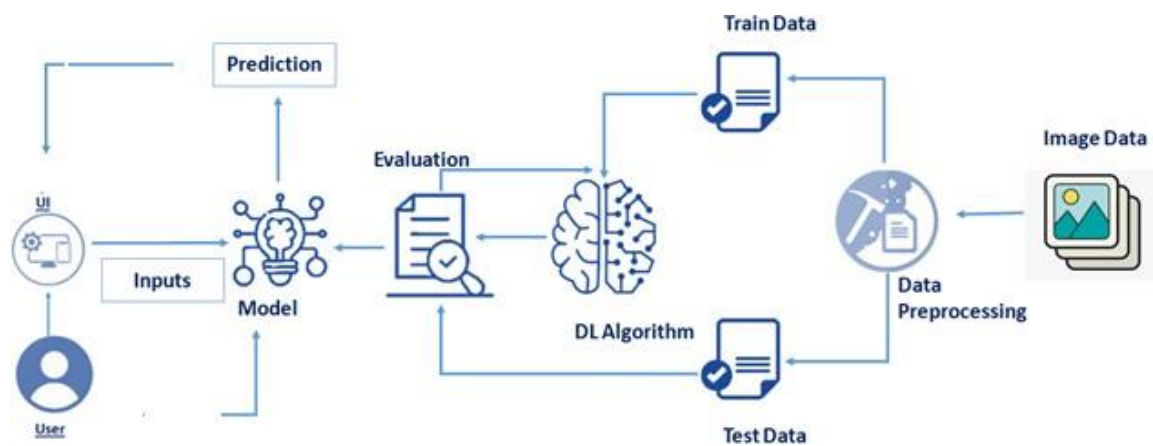 Train Data
Prediction
Image Data
Evaluation
UI
Inputs
Model
Data
Preprocessing
DL Algorithm
User
Test Data